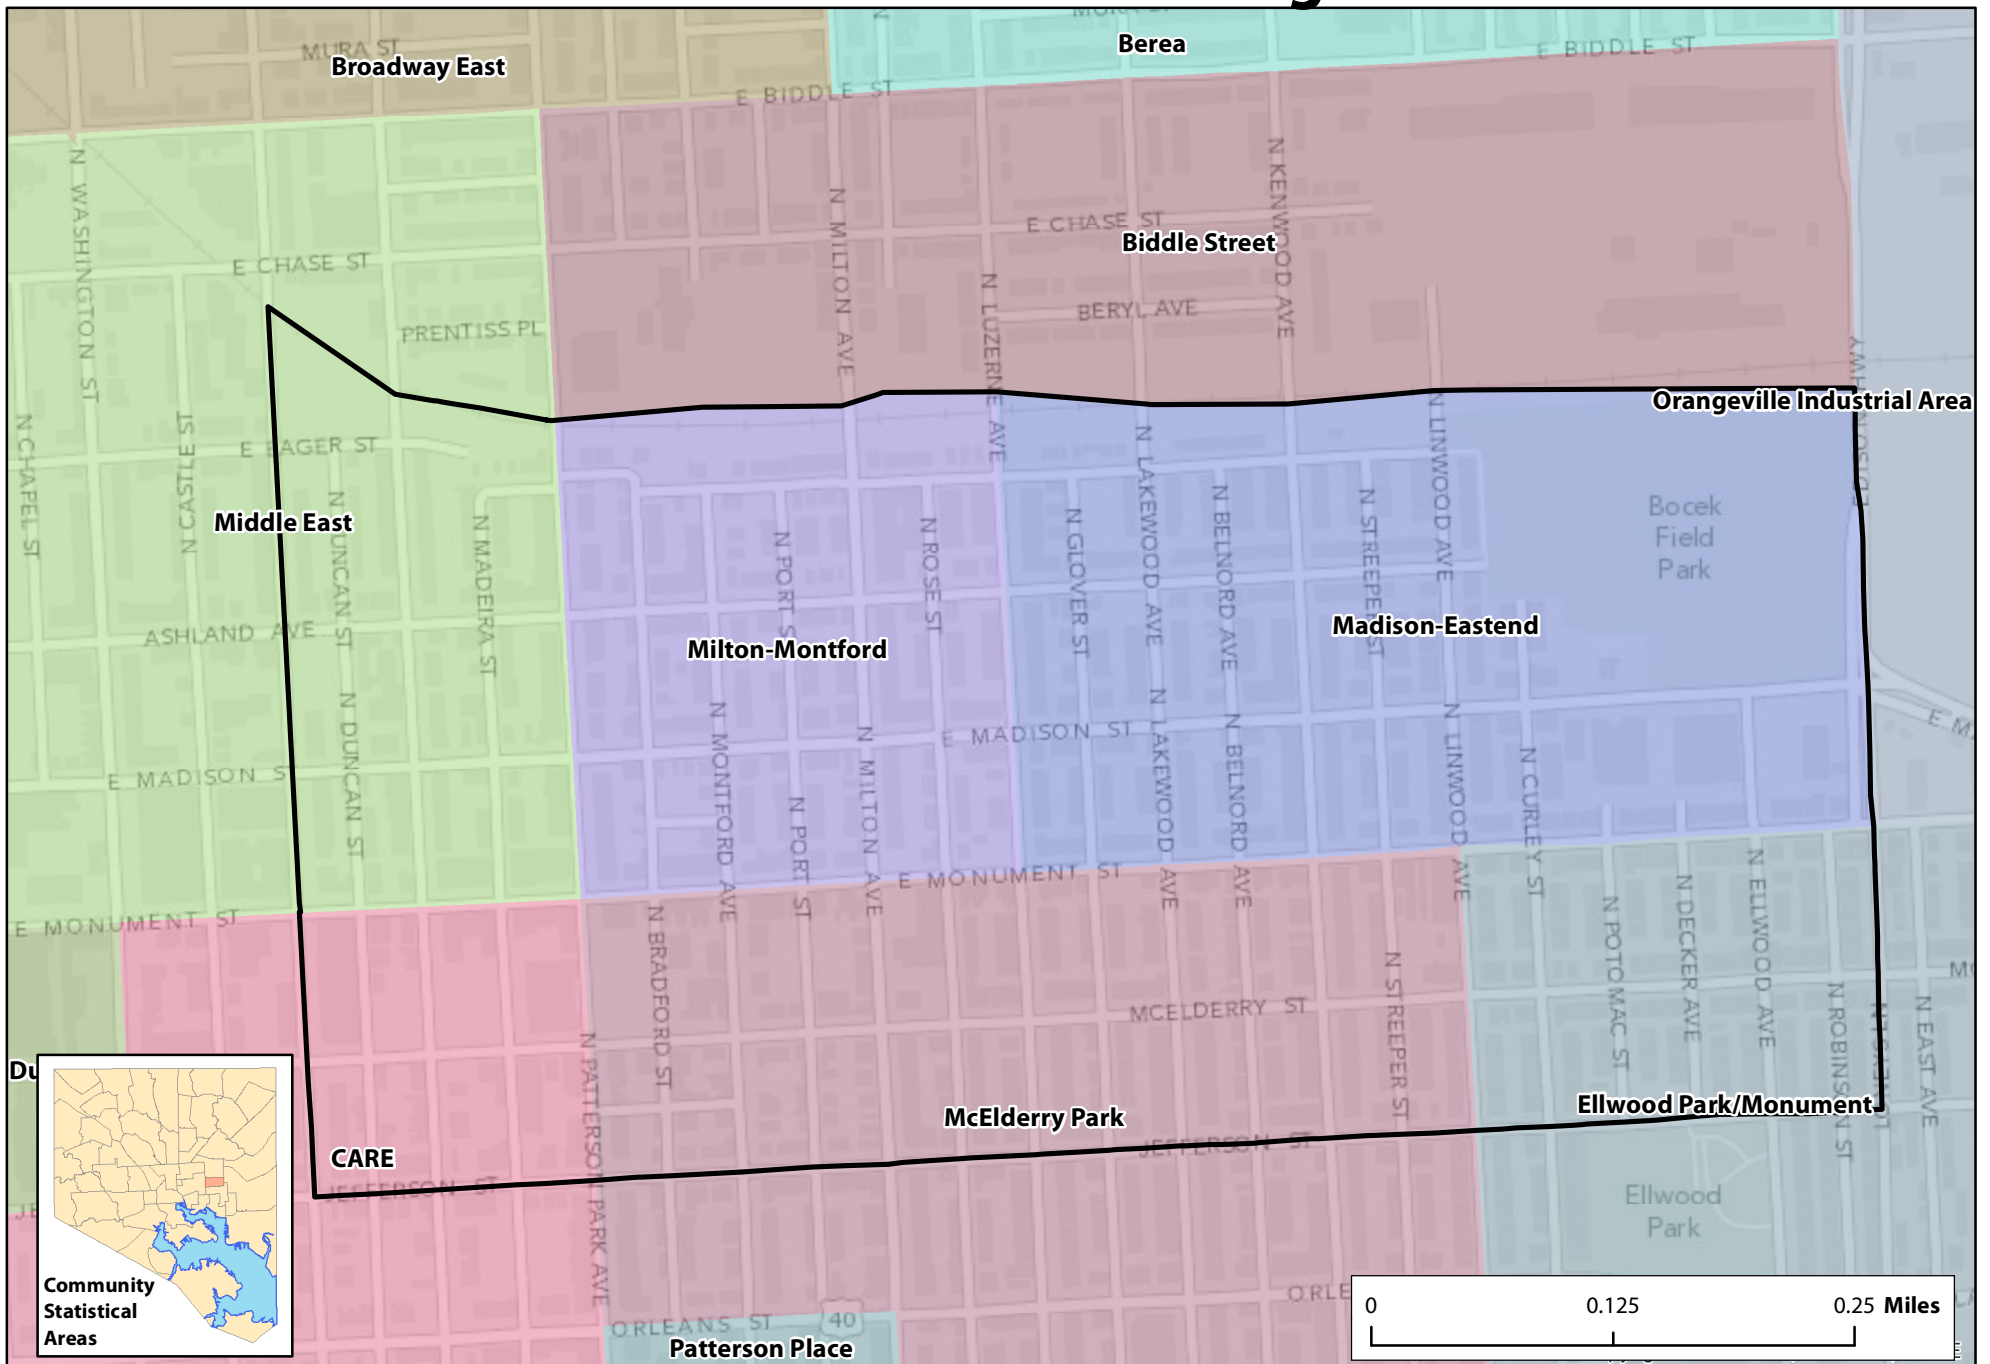 MURA ST
Broadway East
Berea
E BIDDLE ST
E BIDDLE ST
N WASHINGTON ST
N MILTON AVE
N KENWOOD AVE
E CHASE ST
Biddle Street
E CHASE ST
N LUZERNE AVE
BERYL AVE
PRENTISS PL
Orangeville Industrial Area
N CHAPEL ST
N CASTLE ST
E EAGER ST
N LINWOOD AVE
N LAKEWOOD AVE
N BELNORD AVE
Bocek
Field
Park
Middle East
N DUNCAN ST
N MADEIRA ST
N PORT ST
N ROSE ST
N GLOVER ST
N STREEPER ST
Madison-Eastend
ASHLAND AVE
Milton-Montford
N DUNCAN ST
N MONTFORD AVE
N MILTON AVE
E MADISON ST
N LAKEWOOD AVE
N BELNORD AVE
N LINWOOD AVE
N CURLEY ST
E MADISON ST
N PORT ST
E MONUMENT ST
E MONUMENT ST
N BRADFORD ST
N POTOMAC ST
N DECKER AVE
N ELLWOOD AVE
N STREEPER ST
MCELDERRY ST
N ROBINSON ST
N EAST AVE
N PATTERSON PARK AVE
McElderry Park
Ellwood Park/Monument
Du
CARE
JEFFERSON ST
JEFFERSON ST
Ellwood
Park
Community
Statistical
Areas
ORLEANS ST
40
ORLE
Patterson Place
0 0.125 0.25 Miles